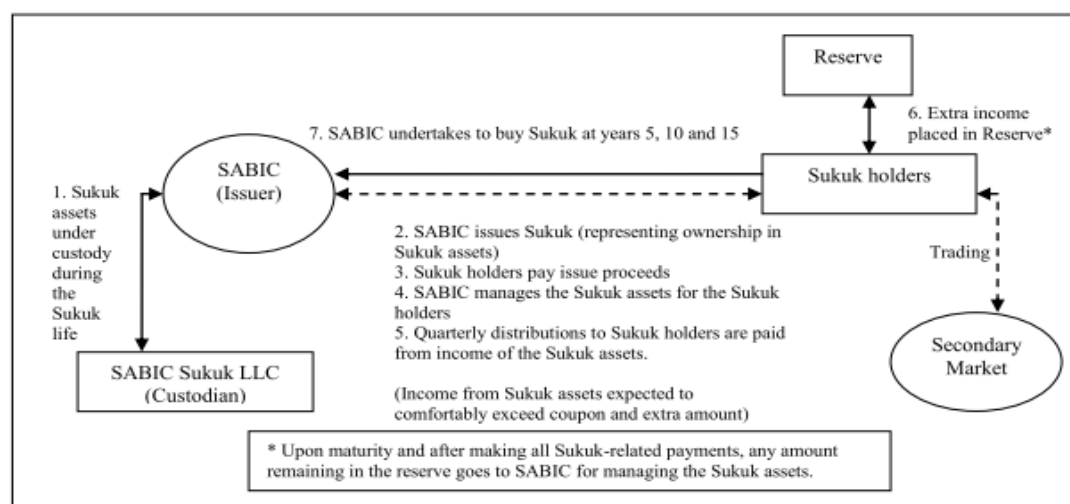 Reserve
6. Extra income
placed in Reserve*
7. SABIC undertakes to buy Sukuk at years 5, 10 and 15
SABIC
(Issuer)
Sukuk holders
1. Sukuk
assets
under
custody
during
the
Sukuk
life
2. SABIC issues Sukuk (representing ownership in
Sukuk assets)
3. Sukuk holders pay issue proceeds
4. SABIC manages the Sukuk assets for the Sukuk
holders
5. Quarterly distributions to Sukuk holders are paid
from income of the Sukuk assets.
(Income from Sukuk assets expected to
comfortably exceed coupon and extra amount)
Trading
Secondary
Market
SABIC Sukuk LLC
(Custodian)
* Upon maturity and after making all Sukuk-related payments, any amount
remaining in the reserve goes to SABIC for managing the Sukuk assets.